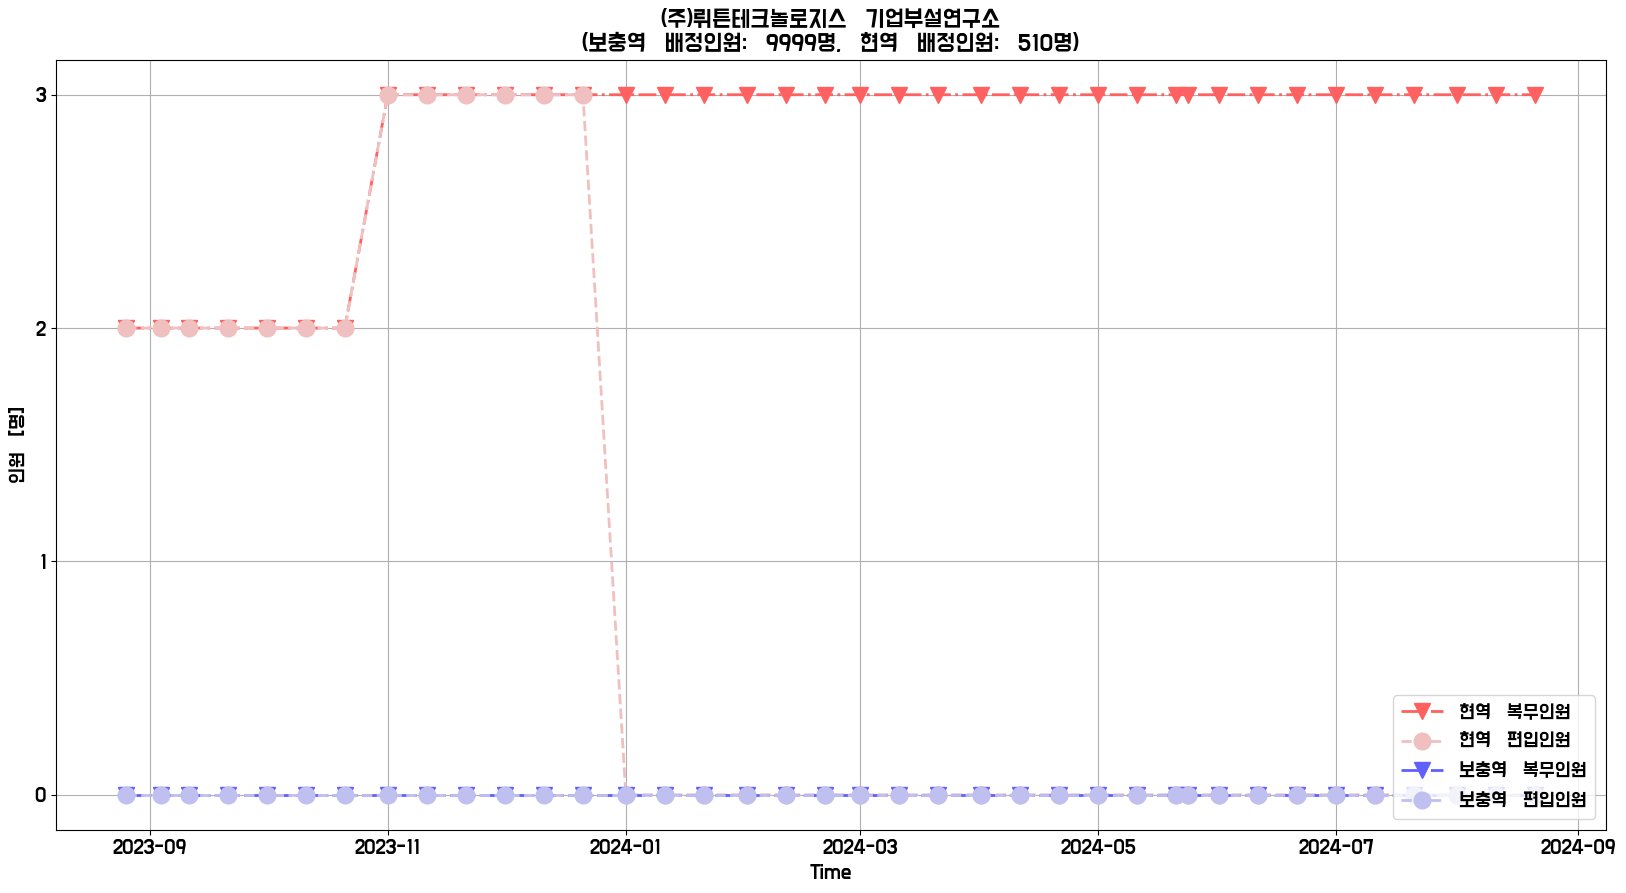 (주)뤼튼테크놀로지스 기업부설연구소
(보충역 배정인원: 9999명, 현역 배정인원: 510명)
3
2
1
0
인원 [명]
2023-09 2023-11 2024-01 2024-03 2024-05 2024-07 2024-09
Time
현역 복무인원
현역 편입인원
보충역 복무인원
보충역 편입인원